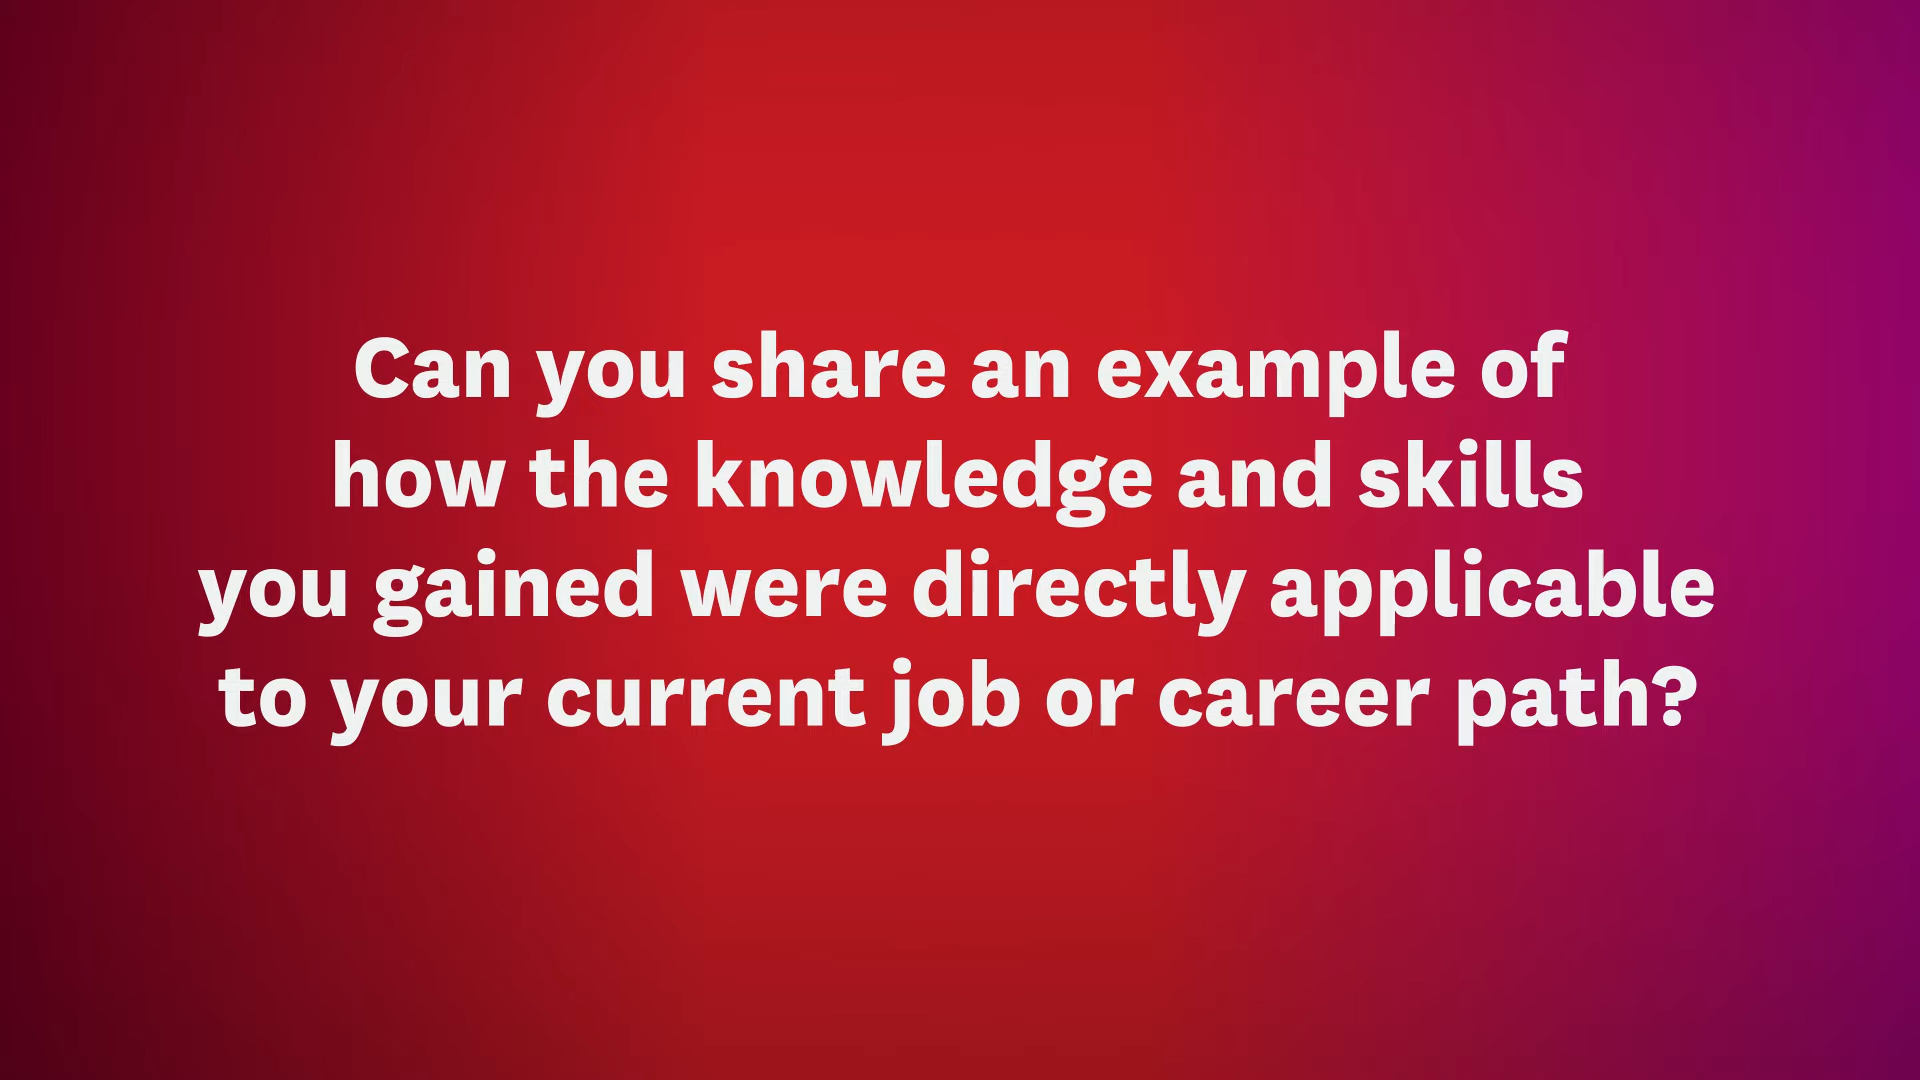 Can you share an example of
how the knowledge and skills
you gained were directly applicable
to your current job or career path?